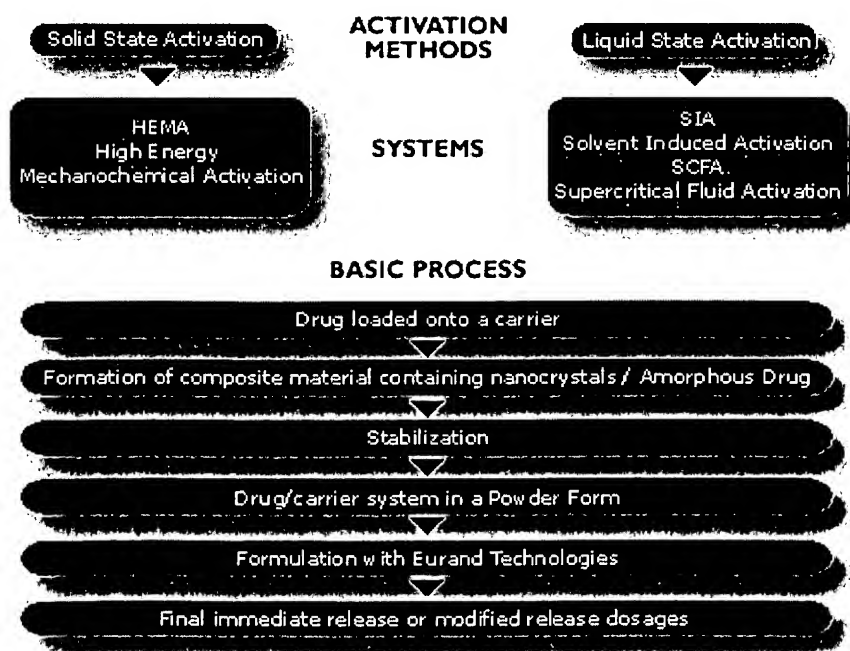 Solid State Activation
ACTIVATION
METHODS
Liquid State Activation
HEMA
High Energy
Mechanochemical Activation
SYSTEMS
SIA
Solvent Induced Activation
SCFA.
Supercritical Fluid Activation
BASIC PROCESS
Drug loaded onto a carrier
Formation of composite material containing nanocrystals / Amorphous Drug
Stabilization
Drug/carrier system in a Powder Form
Formulation with Eurand Technologies
Final immediate release or modified release dosages